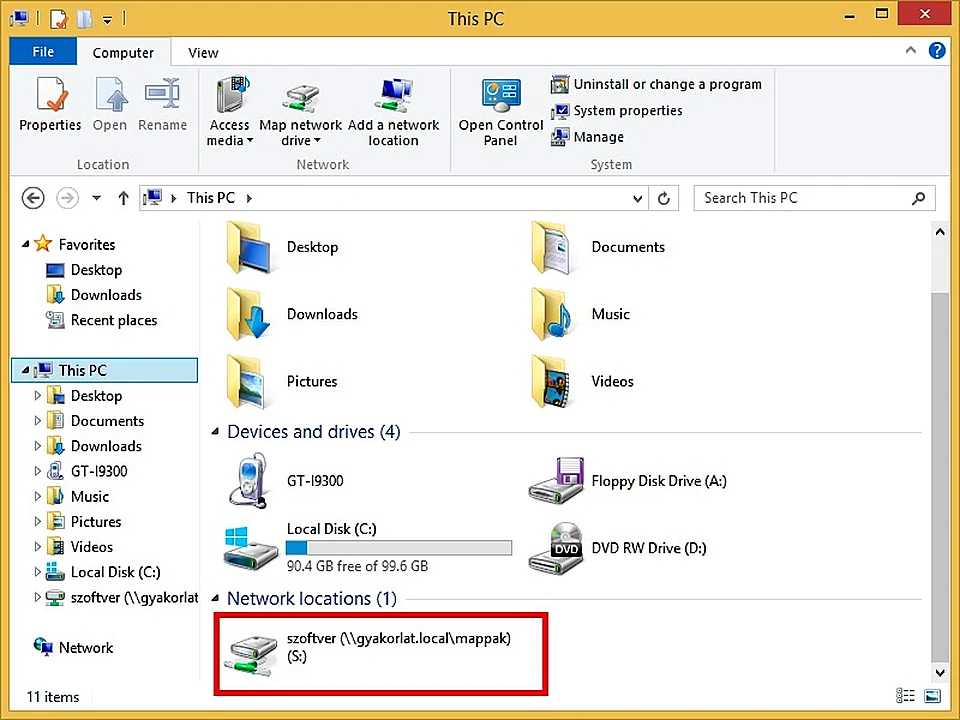 This PC
File
Computer
View
Properties
Open
Rename
Access media
Map network drive
Add a network location
Open Control Panel
Uninstall or change a program
System properties
Manage
Location
Network
System
This PC
Search This PC
Favorites
Desktop
Downloads
Recent places
This PC
Desktop
Documents
Downloads
GT-I9300
Music
Pictures
Videos
Local Disk (C:)
szoftver (\\gyakorlat
Network
Desktop
Documents
Downloads
Music
Pictures
Videos
Devices and drives (4)
GT-I9300
Floppy Disk Drive (A:)
Local Disk (C:)
90.4 GB free of 99.6 GB
DVD
DVD RW Drive (D:)
Network locations (1)
szoftver (\\gyakorlat.local\mappak)
(S:)
11 items